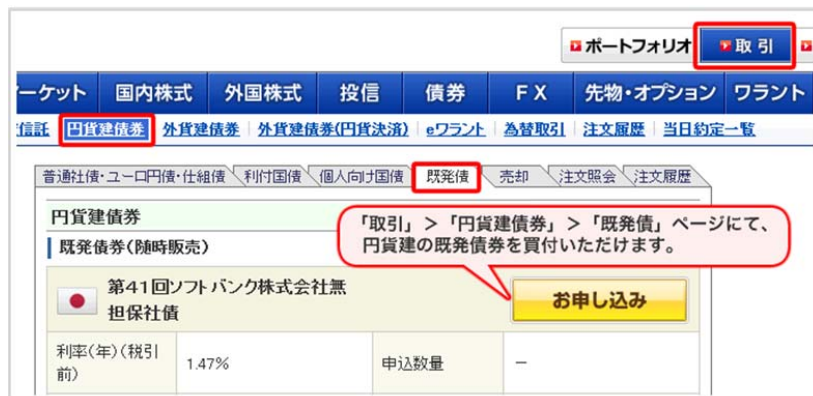 ポートフォリオ 取引
ーケット 国内株式 外国株式 投信 債券 FX 先物・オプション ワラント
信託 円貨建債券 外貨建債券 外貨建債券(円貨決済) eワラント 為替取引 注文履歴 当日約定一覧
普通社債・ユーロ円債・仕組債 利付国債 個人向け国債 既発債 売却 注文照会 注文履歴
円貨建債券
「取引」>「円貨建債券」>「既発債」ページにて、
円貨建の既発債券を買付いただけます。
既発債券(随時販売)
第41回ソフトバンク株式会社無
担保社債
お申し込み
利率(年)(税引
前)
1.47%
申込数量
－